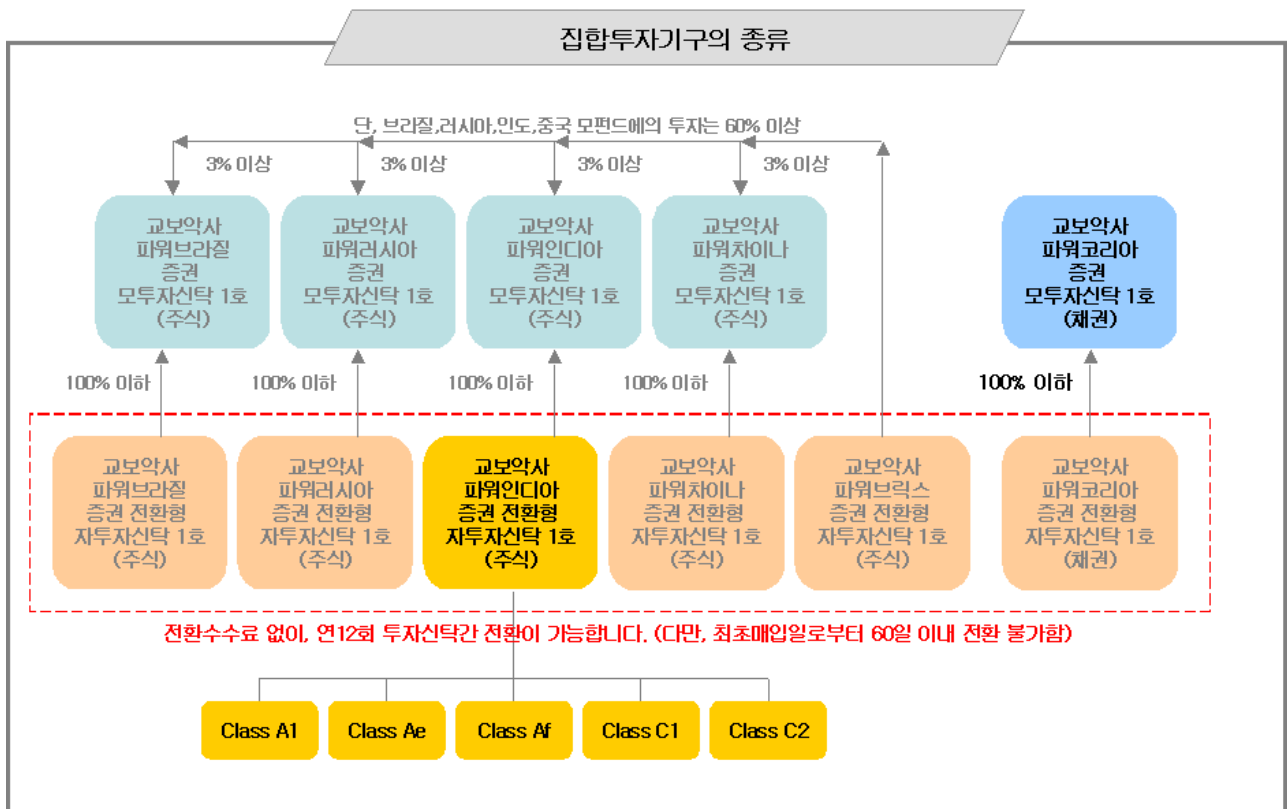 집합투자기구의 종류
단, 브라질,러시아,인도,중국 모펀드에의 투자는 60% 이상
3% 이상
3% 이상
3% 이상
3% 이상
교보악사
파워브라질
증권
모투자신탁 1호
(주식)
교보악사
파워러시아
증권
모투자신탁 1호
(주식)
교보악사
파워인디아
증권
모투자신탁 1호
(주식)
교보악사
파워차이나
증권
모투자신탁 1호
(주식)
교보악사
파워코리아
증권
모투자신탁 1호
(채권)
100% 이하
100% 이하
100% 이하
100% 이하
100% 이하
교보악사
파워브라질
증권 전환형
자투자신탁 1호
(주식)
교보악사
파워러시아
증권 전환형
자투자신탁 1호
(주식)
교보악사
파워인디아
증권 전환형
자투자신탁 1호
(주식)
교보악사
파워차이나
증권 전환형
자투자신탁 1호
(주식)
교보악사
파워브릭스
증권 전환형
자투자신탁 1호
(주식)
교보악사
파워코리아
증권 전환형
자투자신탁 1호
(채권)
전환수수료 없이, 연12회 투자신탁간 전환이 가능합니다. (다만, 최초매입일로부터 60일 이내 전환 불가함)
Class A1
Class Ae
Class Af
Class C1
Class C2